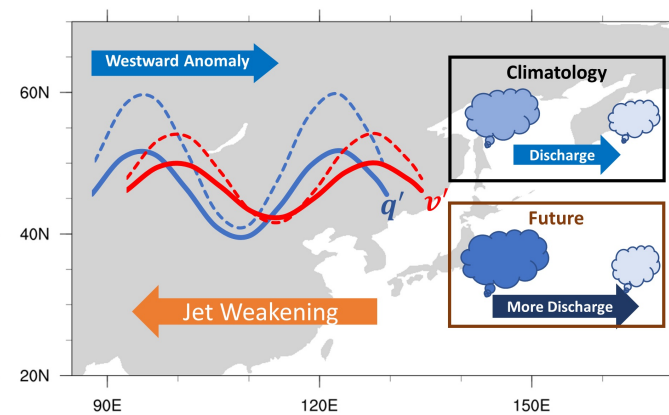 Westward Anomaly
Climatology
60N
Discharge
q′
v′
Future
40N
Jet Weakening
More Discharge
20N
90E
120E
150E